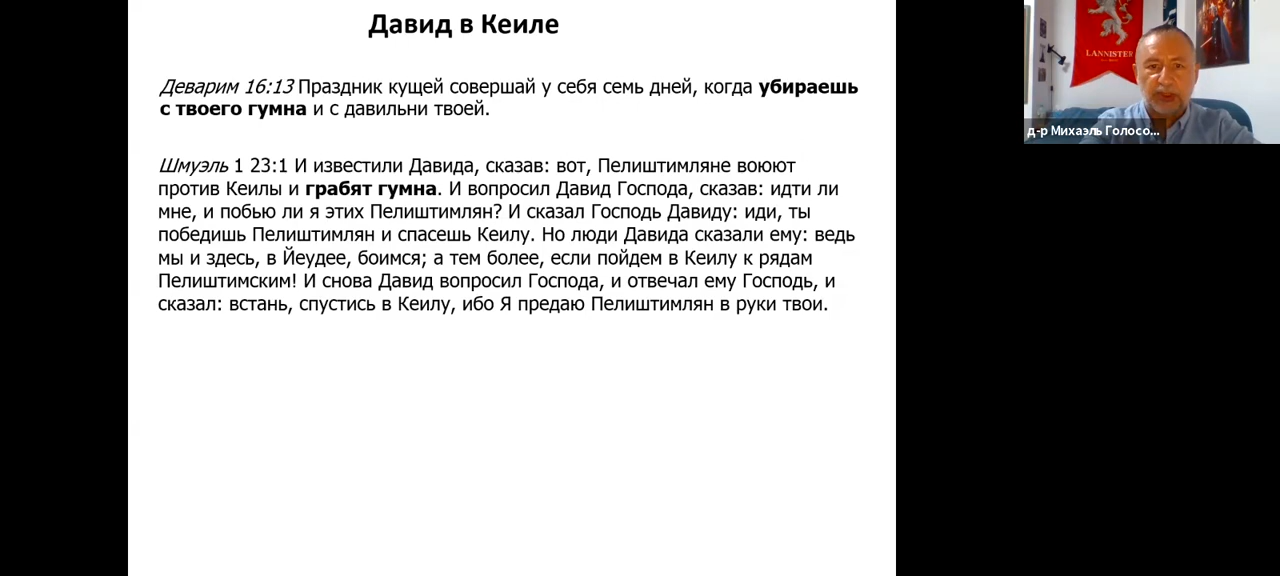 Давид в Кеиле
Деварим 16:13 Праздник кущей совершай у себя семь дней, когда убираешь
с твоего гумна и с давильни твоей.
Шмуэль 1 23:1 И известили Давида, сказав: вот, Пелиштимляне воюют
против Кеилы и грабят гумна. И вопросил Давид Господа, сказав: идти ли
мне, и побью ли я этих Пелиштимлян? И сказал Господь Давиду: иди, ты
победишь Пелиштимлян и спасешь Кеилу. Но люди Давида сказали ему: ведь
мы и здесь, в Йеудее, боимся; а тем более, если пойдем в Кеилу к рядам
Пелиштимским! И снова Давид вопросил Господа, и отвечал ему Господь, и
сказал: встань, спустись в Кеилу, ибо Я предаю Пелиштимлян в руки твои.
LANNISTER
д-р Михаэль Голосо...